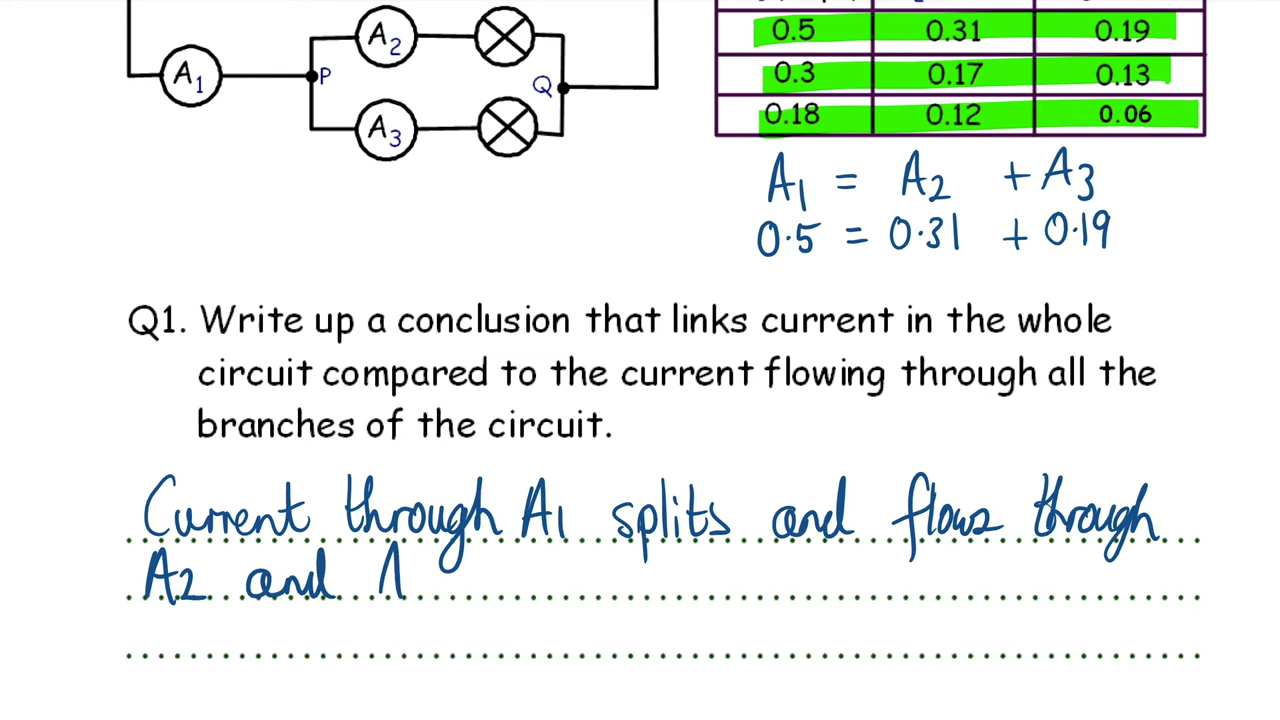 A2
A1
P
Q
A3
0.5 0.31 0.19
0.3 0.17 0.13
0.18 0.12 0.06
A1 = A2 + A3
0.5 = 0.31 + 0.19
Q1. Write up a conclusion that links current in the whole
circuit compared to the current flowing through all the
branches of the circuit.
Current through A1 splits and flows through
A2 and